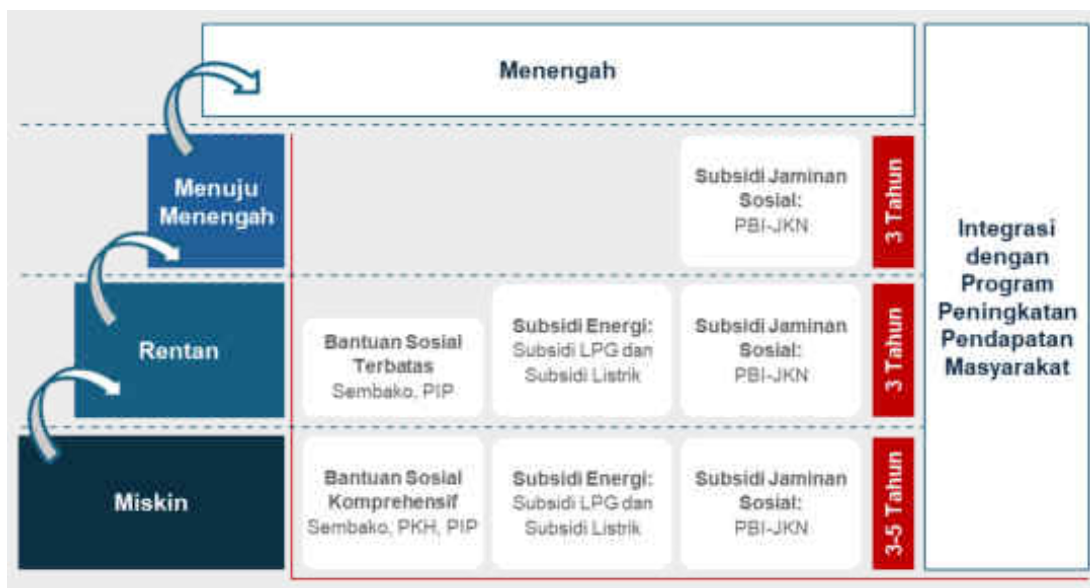 Menengah
Menuju
Menengah
Subsidi Jaminan
Sosial:
PBI-JKN
3 Tahun
Rentan
Bantuan Sosial
Terbatas
Sembako, PIP
Subsidi Energi:
Subsidi LPG dan
Subsidi Listrik
Subsidi Jaminan
Sosial:
PBI-JKN
3 Tahun
Miskin
Bantuan Sosial
Komprehensif
Sembako, PKH, PIP
Subsidi Energi:
Subsidi LPG dan
Subsidi Listrik
Subsidi Jaminan
Sosial:
PBI-JKN
3-5 Tahun
Integrasi
dengan
Program
Peningkatan
Pendapatan
Masyarakat